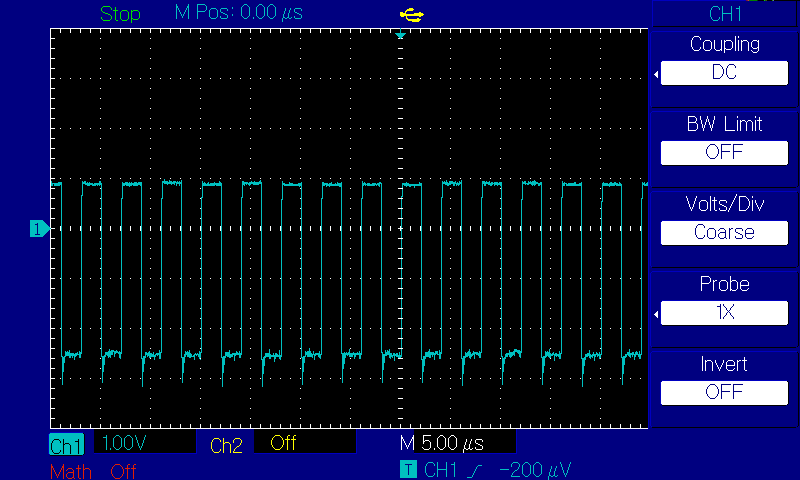 Stop M Pos: 0.00 µs CH1
Coupling
DC
BW Limit
OFF
Volts/Div
1
Coarse
Probe
1X
Invert
OFF
Ch1 1.00V Ch2 Off M 5.00 µs
Math Off T CH1 -200 µV